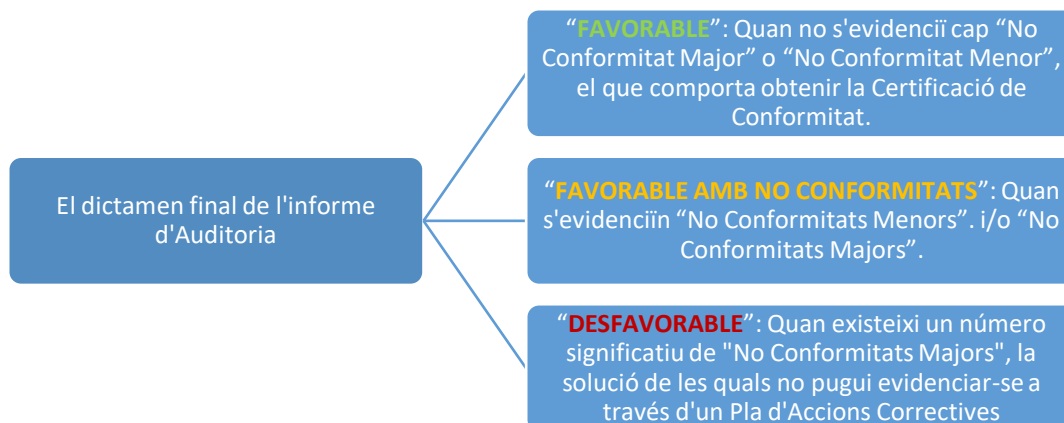 El dictamen final de l'informe
d'Auditoria
“FAVORABLE”: Quan no s'evidenciï cap “No
Conformitat Major” o “No Conformitat Menor”,
el que comporta obtenir la Certificació de
Conformitat.
“FAVORABLE AMB NO CONFORMITATS”: Quan
s'evidenciïn “No Conformitats Menors”. i/o “No
Conformitats Majors”.
“DESFAVORABLE”: Quan existeixi un número
significatiu de "No Conformitats Majors", la
solució de les quals no pugui evidenciar-se a
través d'un Pla d'Accions Correctives